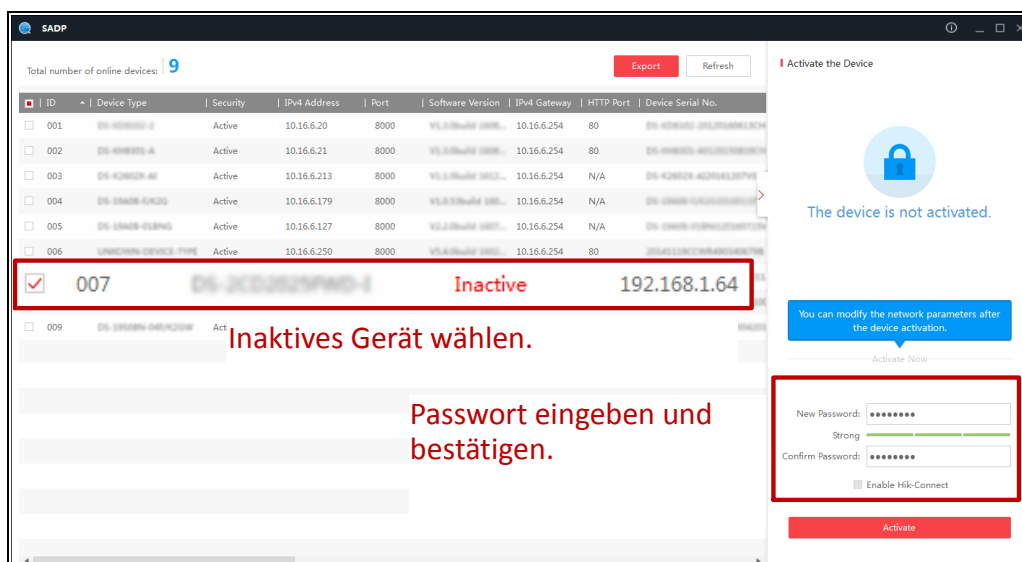 SADP
Total number of online devices: 9
Export
Refresh
Activate the Device
ID Device Type Security IPv4 Address Port Software Version IPv4 Gateway HTTP Port Device Serial No.
001 Active 10.16.6.20 8000 10.16.6.254 80
002 Active 10.16.6.21 8000 10.16.6.254 80
003 Active 10.16.6.213 8000 10.16.6.254 N/A
004 Active 10.16.6.179 8000 10.16.6.254 N/A
005 Active 10.16.6.127 8000 10.16.6.254 N/A
006 Active 10.16.6.250 8000 10.16.6.254 80
007 Inactive 192.168.1.64
009
Inaktives Gerät wählen.
Passwort eingeben und
bestätigen.
The device is not activated.
You can modify the network parameters after
the device activation.
Activate Now
New Password:
Strong
Confirm Password:
Enable Hik-Connect
Activate